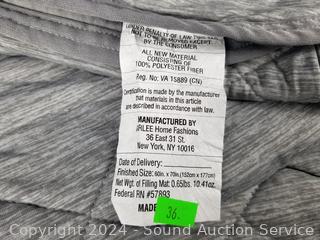 UNDER PENALTY OF LAW THIS TAG
NOT TO BE REMOVED EXCEPT
BY THE CONSUMER
ALL NEW MATERIAL
CONSISTING OF
100% POLYESTER FIBER
Reg. No: VA 15889 (CN)
Certification is made by the manufacturer
that materials in this article
are described in accordance with law.
MANUFACTURED BY
ARLEE Home Fashions
36 East 31 St.
New York, NY 10016
Date of Delivery:
Finished Size: 60in. x 70in.(152cm x 177cm)
Net Wgt. of Filling Mat: 0.65lbs. 10.41oz.
Federal RN #57893
MADE
36.
Copyright 2024 - Sound Auction Service